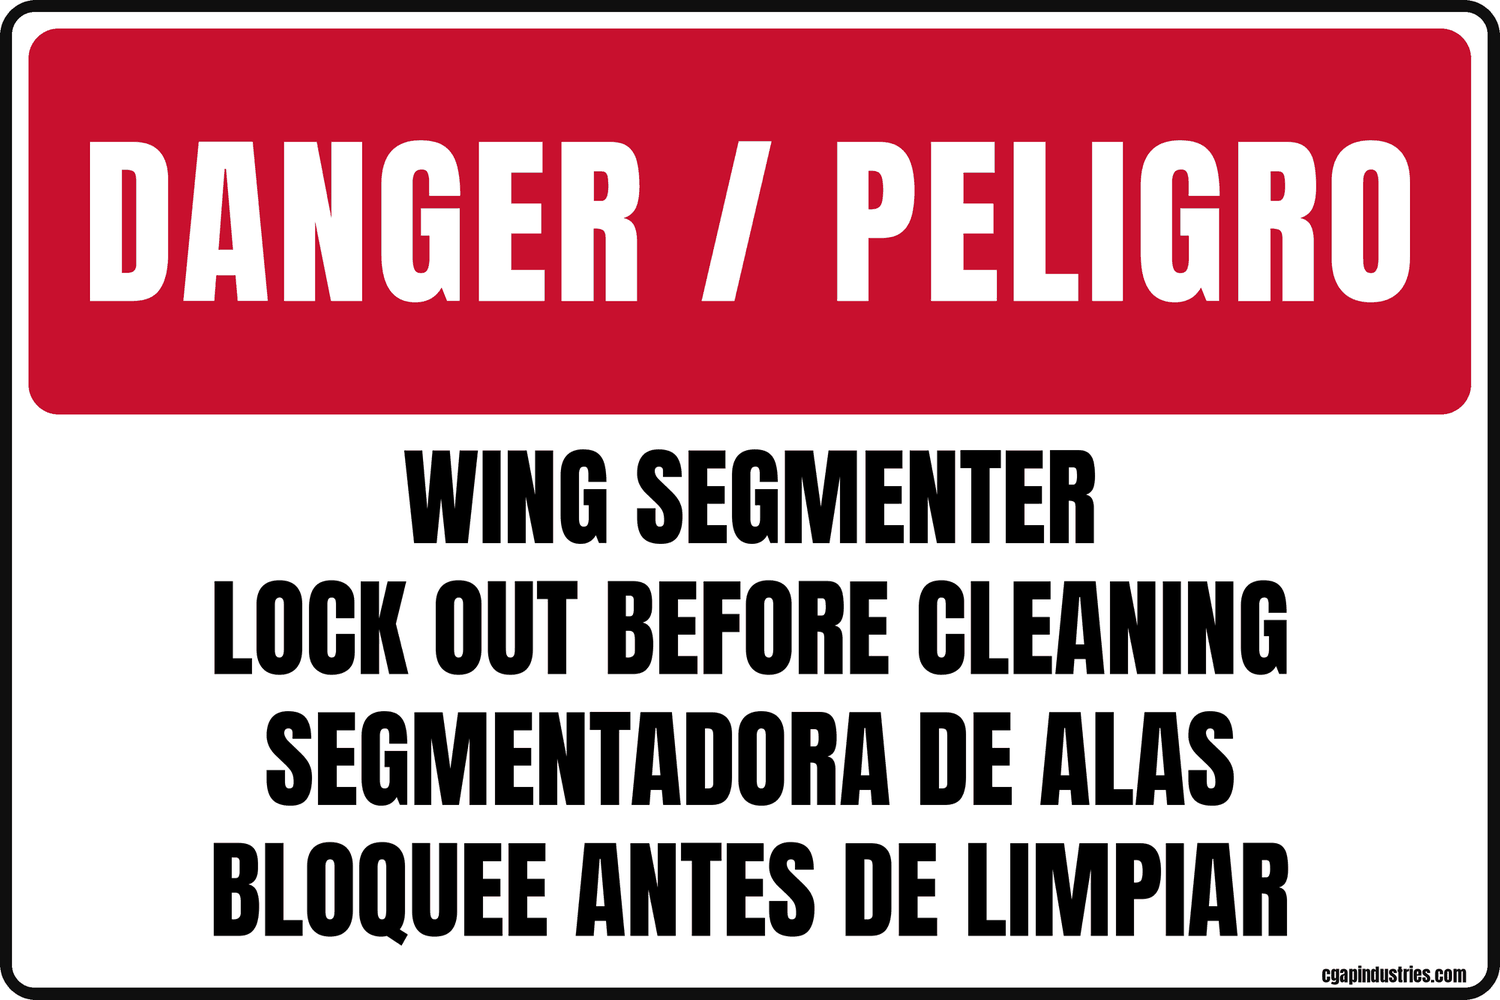 DANGER / PELIGRO
WING SEGMENTER
LOCK OUT BEFORE CLEANING
SEGMENTADORA DE ALAS
BLOQUEE ANTES DE LIMPIAR
cgapindustries.com